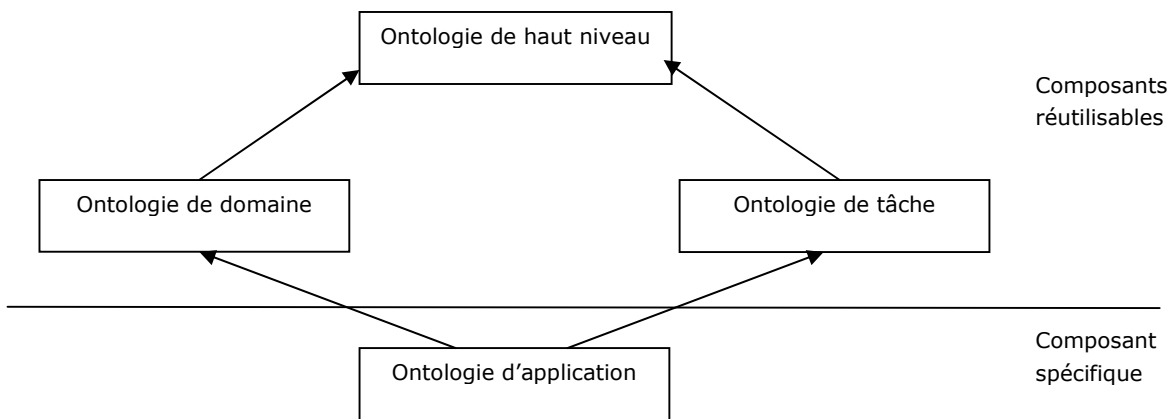 Ontologie de haut niveau
Composants
réutilisables
Ontologie de domaine
Ontologie de tâche
Composant
spécifique
Ontologie d’application